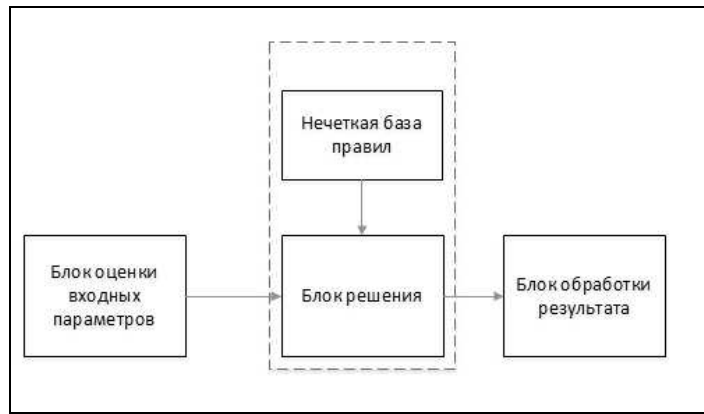 Нечеткая база
правил
Блок оценки
входных
параметров
Блок решения
Блок обработки
результата